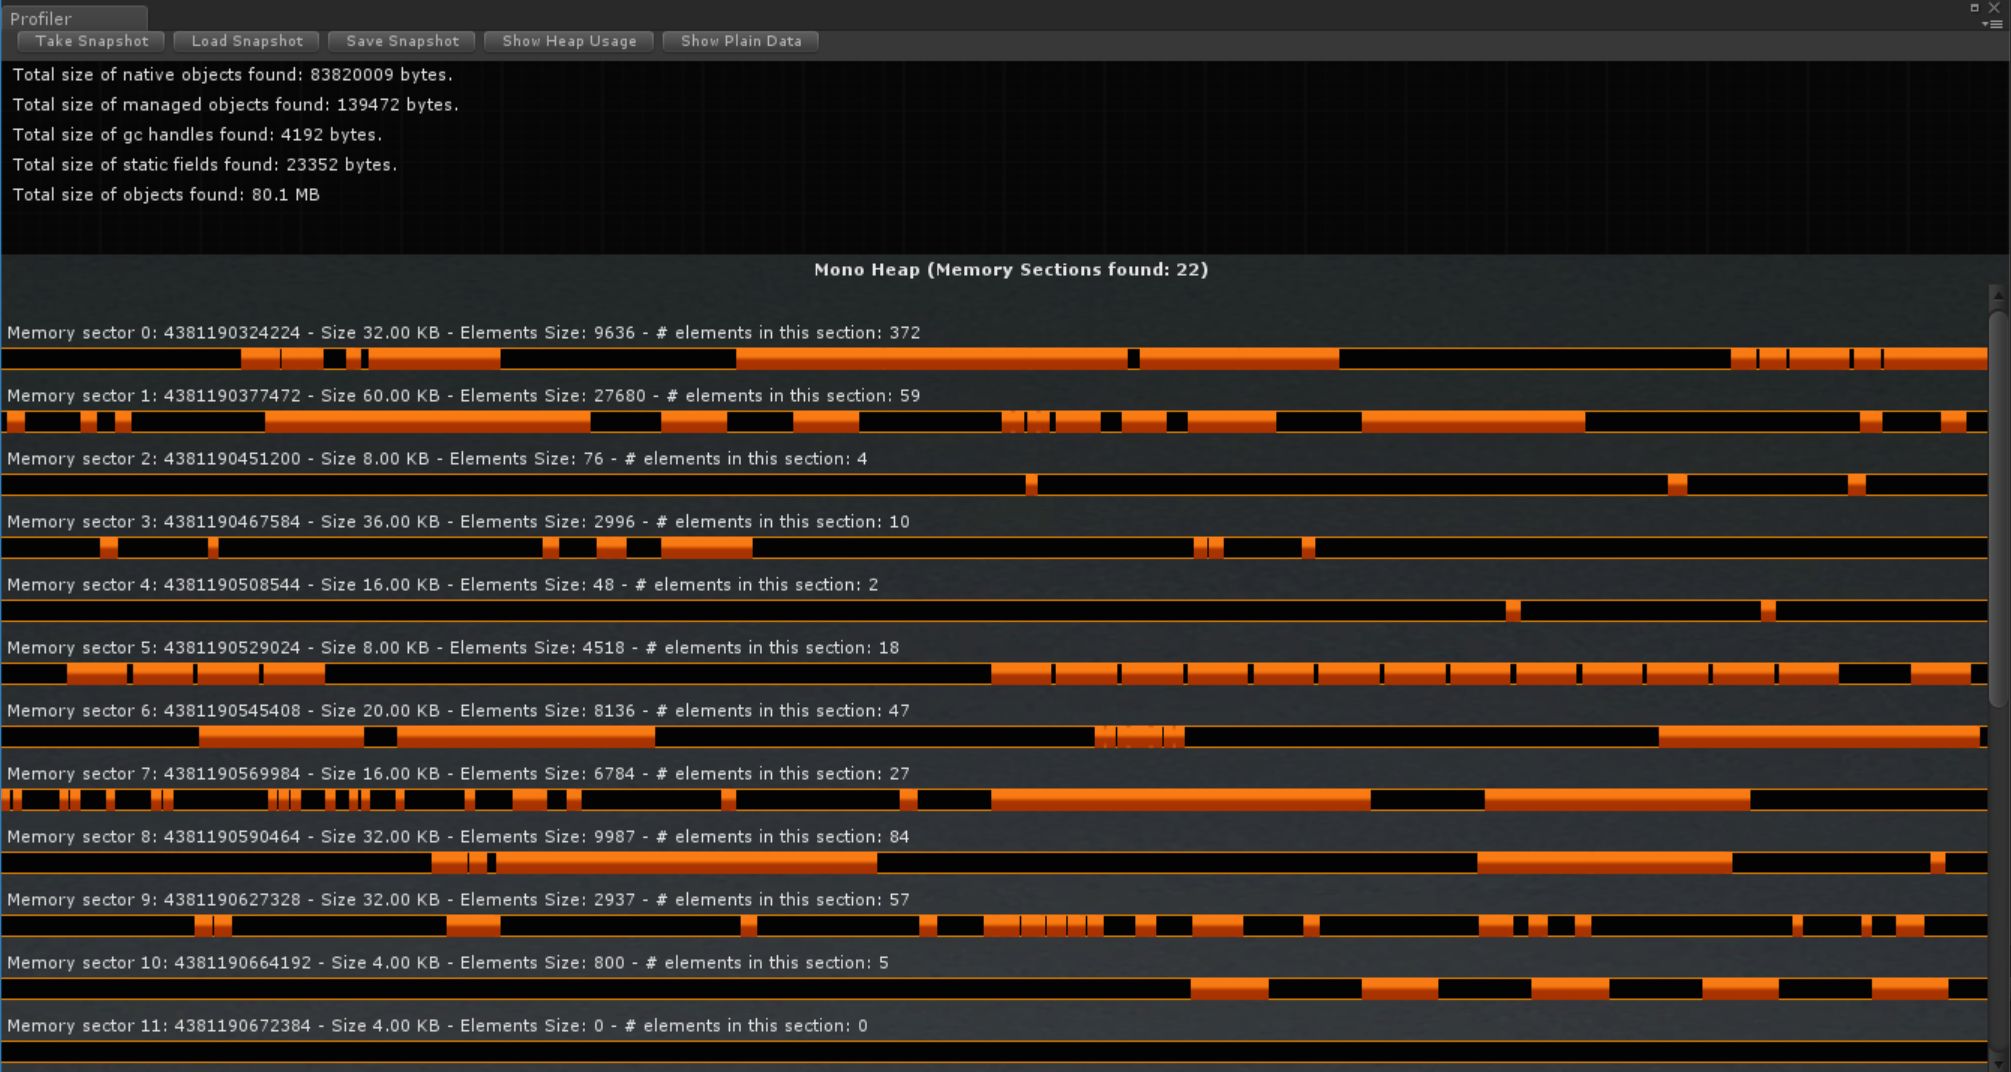 Profiler
Take Snapshot Load Snapshot Save Snapshot Show Heap Usage Show Plain Data
Total size of native objects found: 83820009 bytes.
Total size of managed objects found: 139472 bytes.
Total size of gc handles found: 4192 bytes.
Total size of static fields found: 23352 bytes.
Total size of objects found: 80.1 MB
Mono Heap (Memory Sections found: 22)
Memory sector 0: 4381190324224 - Size 32.00 KB - Elements Size: 9636 - # elements in this section: 372
Memory sector 1: 4381190377472 - Size 60.00 KB - Elements Size: 27680 - # elements in this section: 59
Memory sector 2: 4381190451200 - Size 8.00 KB - Elements Size: 76 - # elements in this section: 4
Memory sector 3: 4381190467584 - Size 36.00 KB - Elements Size: 2996 - # elements in this section: 10
Memory sector 4: 4381190508544 - Size 16.00 KB - Elements Size: 48 - # elements in this section: 2
Memory sector 5: 4381190529024 - Size 8.00 KB - Elements Size: 4518 - # elements in this section: 18
Memory sector 6: 4381190545408 - Size 20.00 KB - Elements Size: 8136 - # elements in this section: 47
Memory sector 7: 4381190569984 - Size 16.00 KB - Elements Size: 6784 - # elements in this section: 27
Memory sector 8: 4381190590464 - Size 32.00 KB - Elements Size: 9987 - # elements in this section: 84
Memory sector 9: 4381190627328 - Size 32.00 KB - Elements Size: 2937 - # elements in this section: 57
Memory sector 10: 4381190664192 - Size 4.00 KB - Elements Size: 800 - # elements in this section: 5
Memory sector 11: 4381190672384 - Size 4.00 KB - Elements Size: 0 - # elements in this section: 0